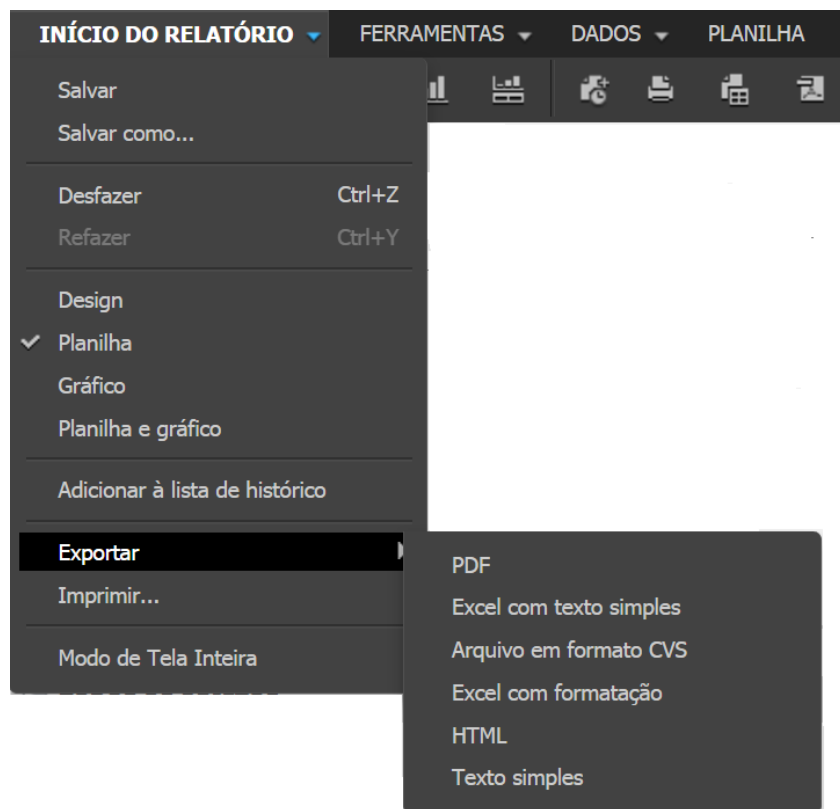 INÍCIO DO RELATÓRIO FERRAMENTAS DADOS PLANILHA
Salvar
Salvar como...
Desfazer Ctrl+Z
Refazer Ctrl+Y
Design
Planilha
Gráfico
Planilha e gráfico
Adicionar à lista de histórico
Exportar
Imprimir...
Modo de Tela Inteira
PDF
Excel com texto simples
Arquivo em formato CVS
Excel com formatação
HTML
Texto simples